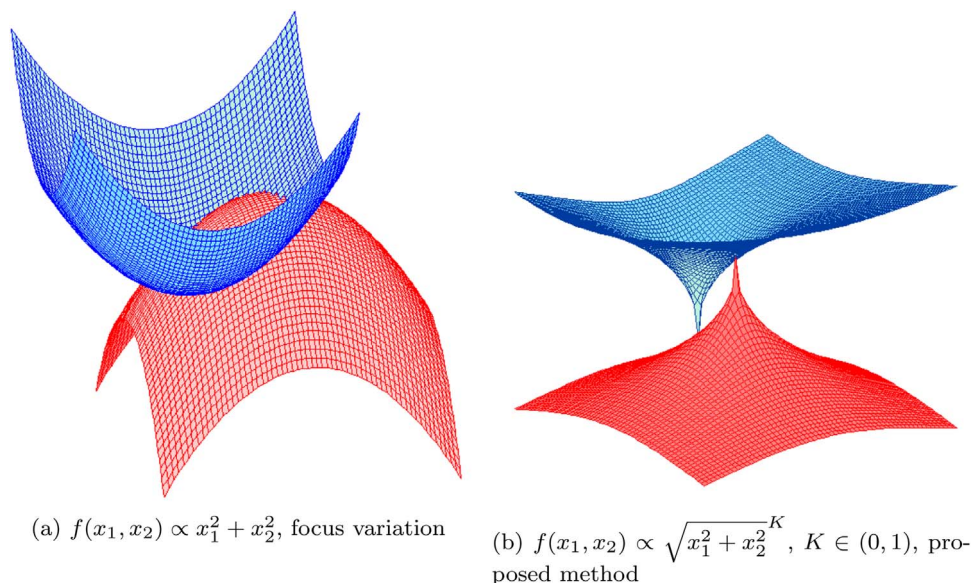 (a) f(x₁, x₂) ∝ x₁² + x₂², focus variation
(b) f(x₁, x₂) ∝ √(x₁² + x₂²)ᴷ, K ∈ (0, 1), pro-
posed method